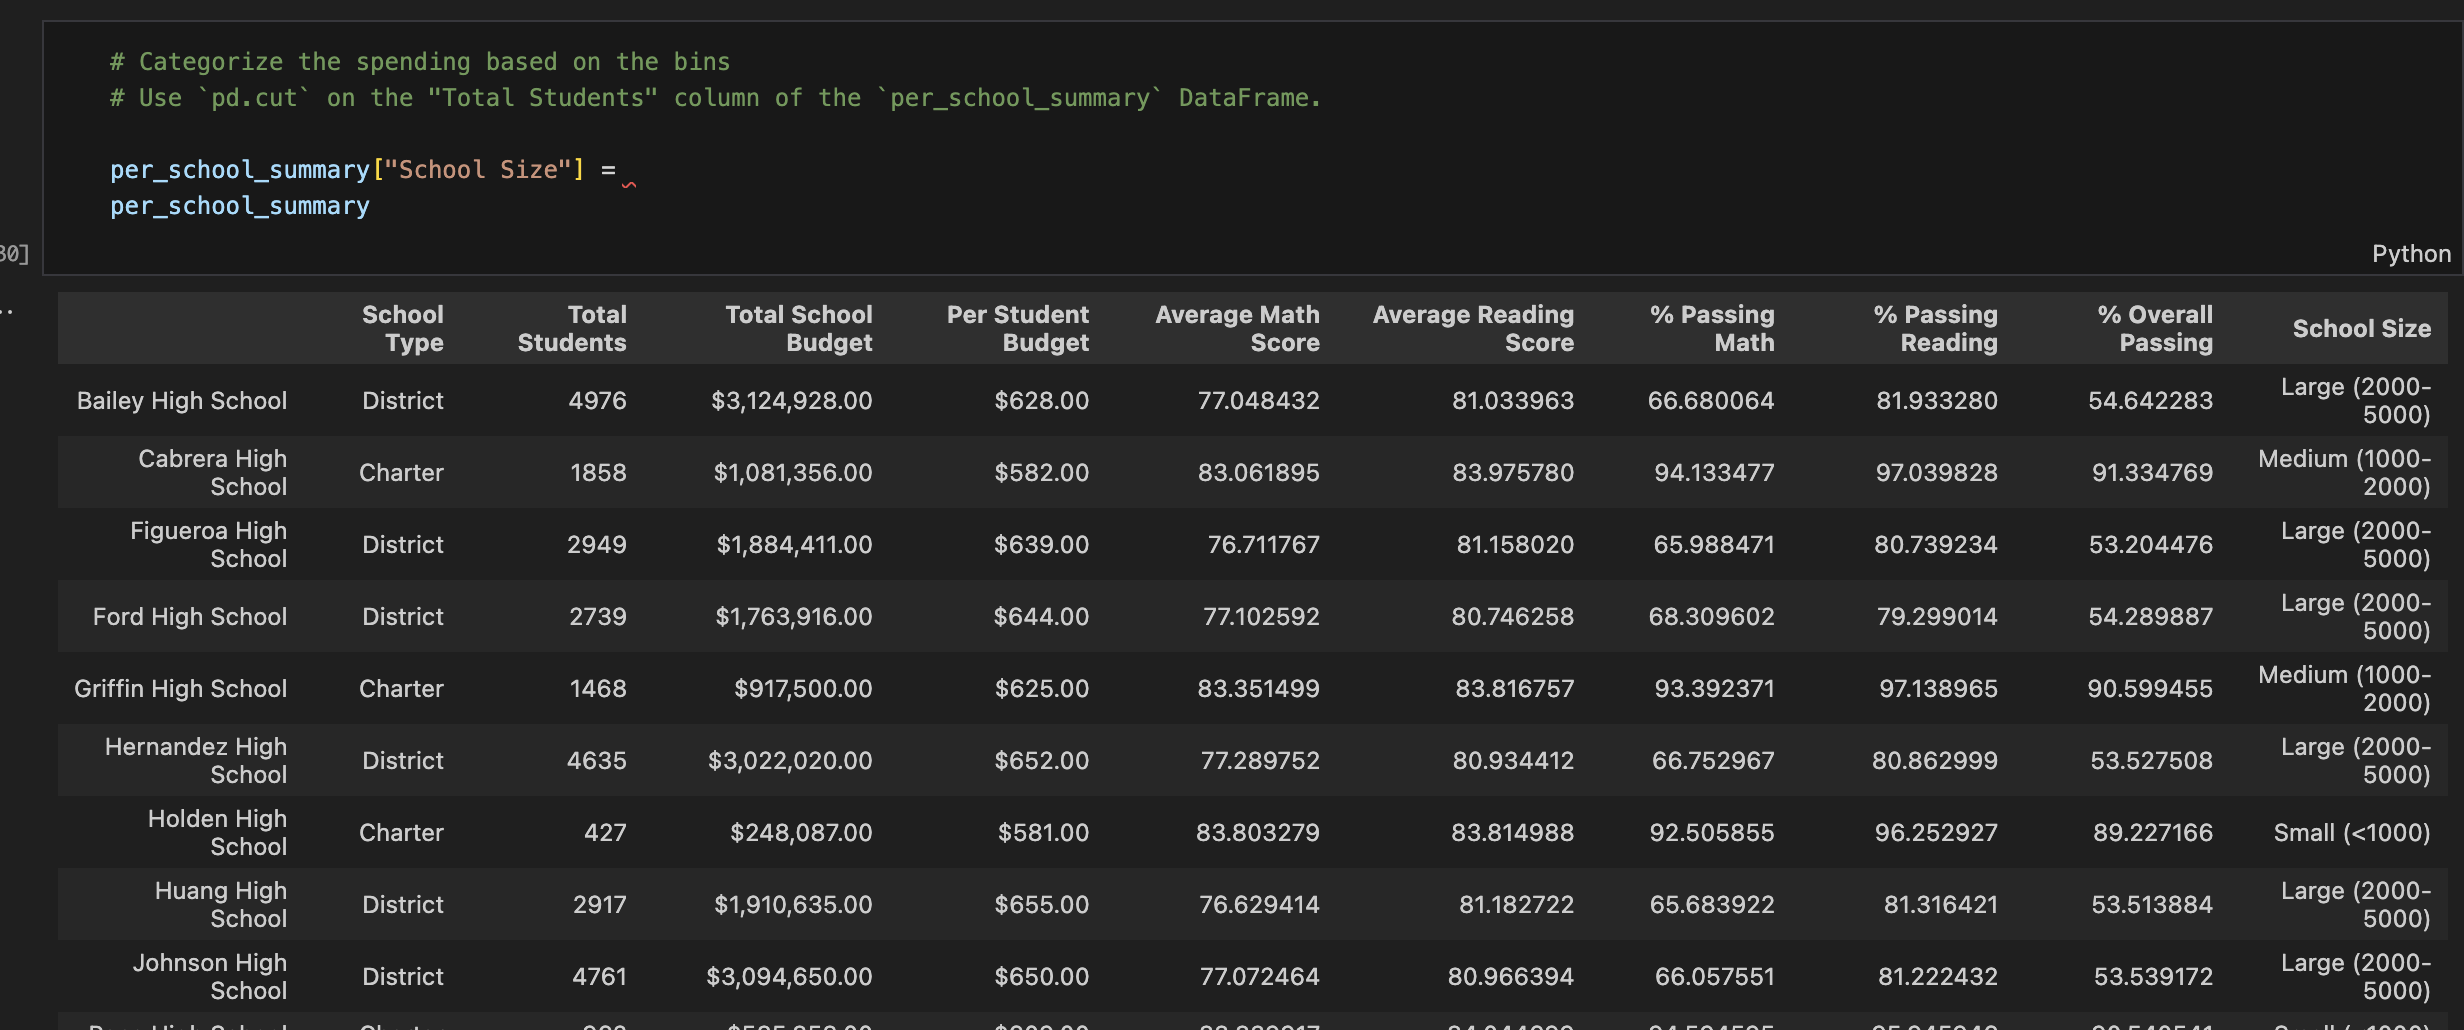 # Categorize the spending based on the bins
# Use `pd.cut` on the "Total Students" column of the `per_school_summary` DataFrame.
per_school_summary["School Size"] =
per_school_summary
30]
Python
..
School Type Total Students Total School Budget Per Student Budget Average Math Score Average Reading Score % Passing Math % Passing Reading % Overall Passing School Size
Bailey High School District 4976 $3,124,928.00 $628.00 77.048432 81.033963 66.680064 81.933280 54.642283 Large (2000-5000)
Cabrera High School Charter 1858 $1,081,356.00 $582.00 83.061895 83.975780 94.133477 97.039828 91.334769 Medium (1000-2000)
Figueroa High School District 2949 $1,884,411.00 $639.00 76.711767 81.158020 65.988471 80.739234 53.204476 Large (2000-5000)
Ford High School District 2739 $1,763,916.00 $644.00 77.102592 80.746258 68.309602 79.299014 54.289887 Large (2000-5000)
Griffin High School Charter 1468 $917,500.00 $625.00 83.351499 83.816757 93.392371 97.138965 90.599455 Medium (1000-2000)
Hernandez High School District 4635 $3,022,020.00 $652.00 77.289752 80.934412 66.752967 80.862999 53.527508 Large (2000-5000)
Holden High School Charter 427 $248,087.00 $581.00 83.803279 83.814988 92.505855 96.252927 89.227166 Small (<1000)
Huang High School District 2917 $1,910,635.00 $655.00 76.629414 81.182722 65.683922 81.316421 53.513884 Large (2000-5000)
Johnson High School District 4761 $3,094,650.00 $650.00 77.072464 80.966394 66.057551 81.222432 53.539172 Large (2000-5000)